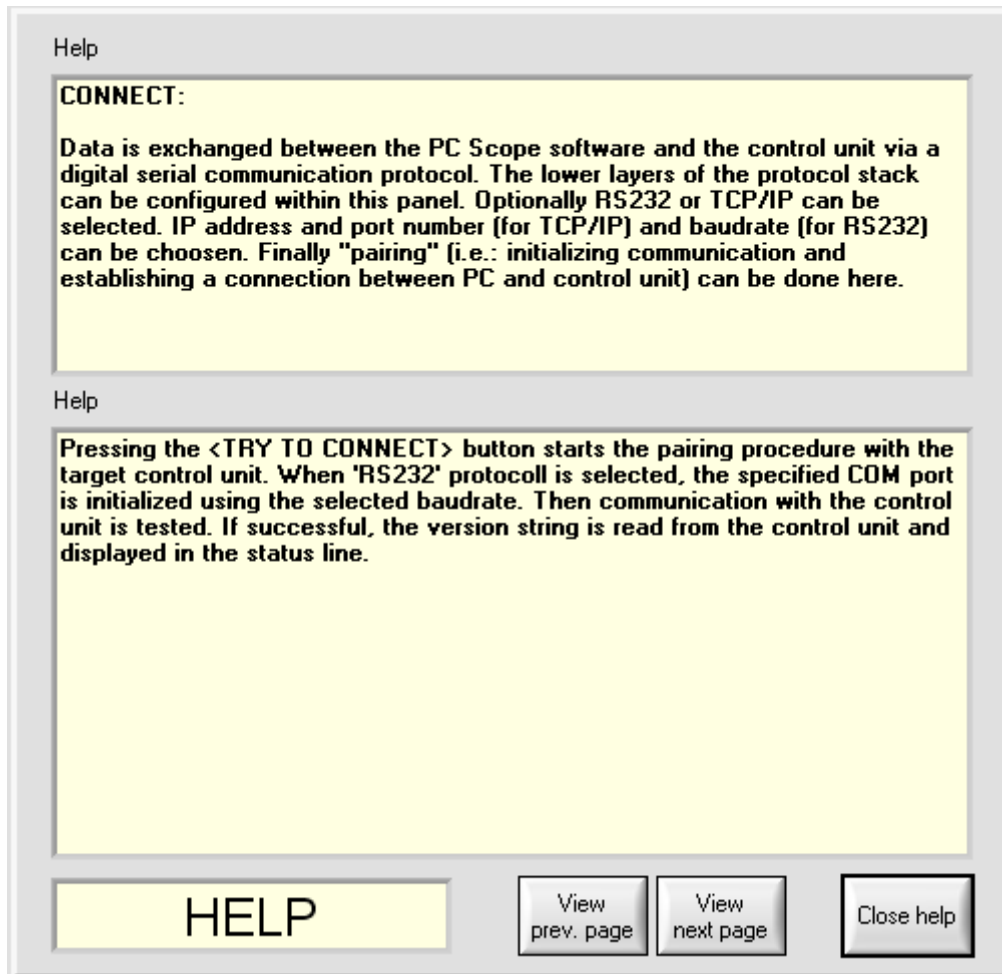 Help
CONNECT:
Data is exchanged between the PC Scope software and the control unit via a
digital serial communication protocol. The lower layers of the protocol stack
can be configured within this panel. Optionally RS232 or TCP/IP can be
selected. IP address and port number (for TCP/IP) and baudrate (for RS232)
can be choosen. Finally "pairing" (i.e.: initializing communication and
establishing a connection between PC and control unit) can be done here.
Help
Pressing the <TRY TO CONNECT> button starts the pairing procedure with the
target control unit. When 'RS232' protocoll is selected, the specified COM port
is initialized using the selected baudrate. Then communication with the control
unit is tested. If successful, the version string is read from the control unit and
displayed in the status line.
HELP
View
prev. page
View
next page
Close help